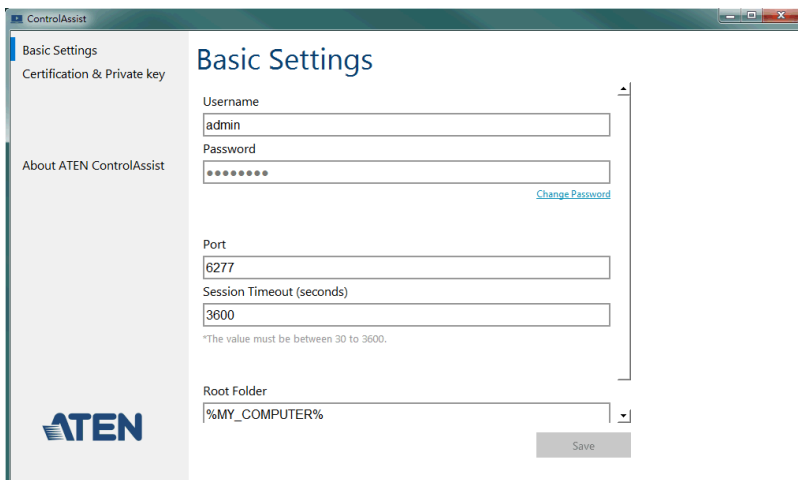 ControlAssist
Basic Settings
Certification & Private key
About ATEN ControlAssist
ATEN
Basic Settings
Username
admin
Password
Change Password
Port
6277
Session Timeout (seconds)
3600
*The value must be between 30 to 3600.
Root Folder
%MY_COMPUTER%
Save